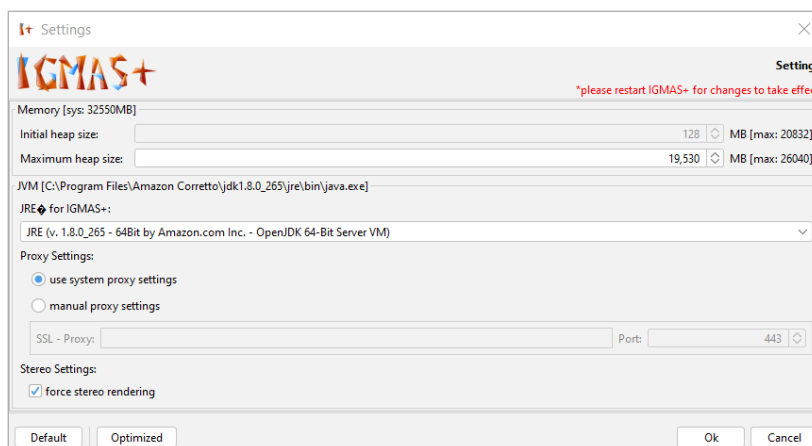 Settings
IGMAS+
Setting
*please restart IGMAS+ for changes to take effec
Memory [sys: 32550MB]
Initial heap size: 128 MB [max: 20832]
Maximum heap size: 19,530 MB [max: 26040]
JVM [C:\Program Files\Amazon Corretto\jdk1.8.0_265\jre\bin\java.exe]
JRE� for IGMAS+:
JRE (v. 1.8.0_265 - 64Bit by Amazon.com Inc. - OpenJDK 64-Bit Server VM)
Proxy Settings:
use system proxy settings
manual proxy settings
SSL - Proxy: Port: 443
Stereo Settings:
force stereo rendering
Default Optimized Ok Cancel